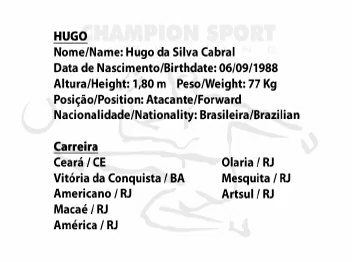 CHAMPION SPORT
HUGO
Nome/Name: Hugo da Silva Cabral
Data de Nascimento/Birthdate: 06/09/1988
Altura/Height: 1,80 m Peso/Weight: 77 Kg
Posição/Position: Atacante/Forward
Nacionalidade/Nationality: Brasileira/Brazilian
Carreira
Ceará / CE
Vitória da Conquista / BA
Americano / RJ
Macaé / RJ
América / RJ
Olaria / RJ
Mesquita / RJ
Artsul / RJ